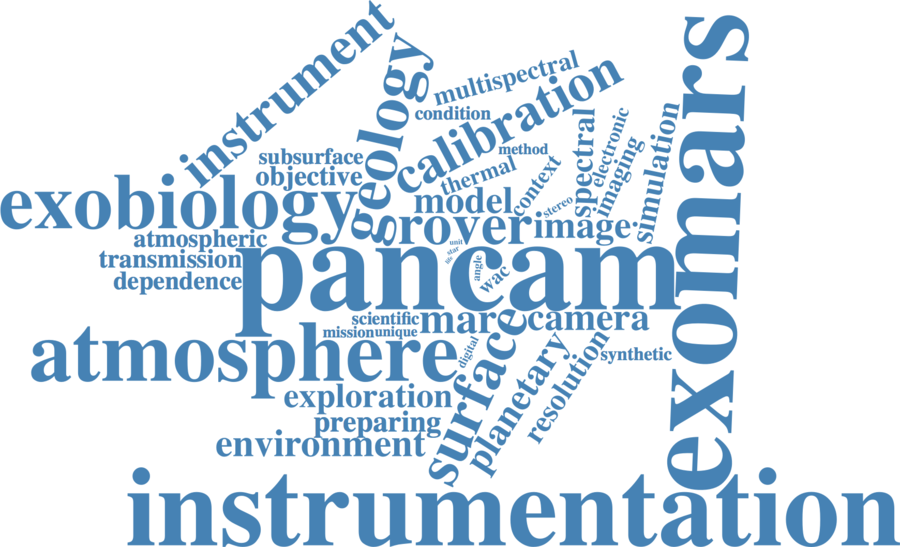 instrument
geology
multispectral
condition
calibration
exomars
subsurface
objective
method
thermal
context
spectral
electronic
imaging
simulation
exobiology
model
stereo
rover
image
atmospheric
transmission
dependence
unit
star
life
angle
wac
pancam
scientific
mission
unique
mars
camera
atmosphere
digital
surface
planetary
resolution
synthetic
exploration
preparing
environment
instrumentation